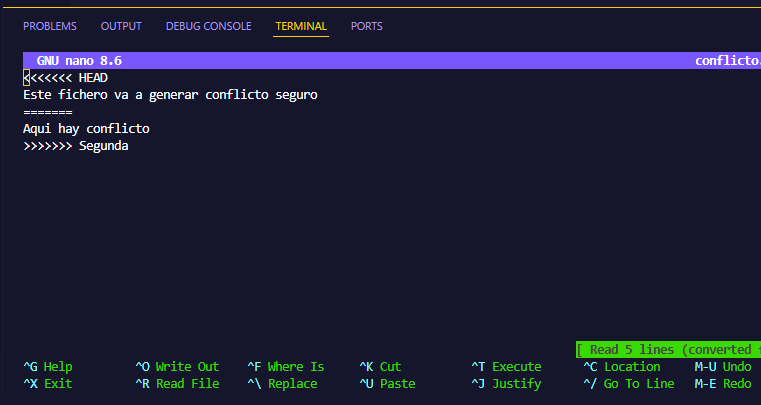 PROBLEMS OUTPUT DEBUG CONSOLE TERMINAL PORTS
GNU nano 8.6 conflicto.
<<<<<<< HEAD
Este fichero va a generar conflicto seguro
=======
Aqui hay conflicto
>>>>>>> Segunda
[ Read 5 lines (converted
^G Help ^O Write Out ^F Where Is ^K Cut ^T Execute ^C Location M-U Undo
^X Exit ^R Read File ^\ Replace ^U Paste ^J Justify ^/ Go To Line M-E Redo